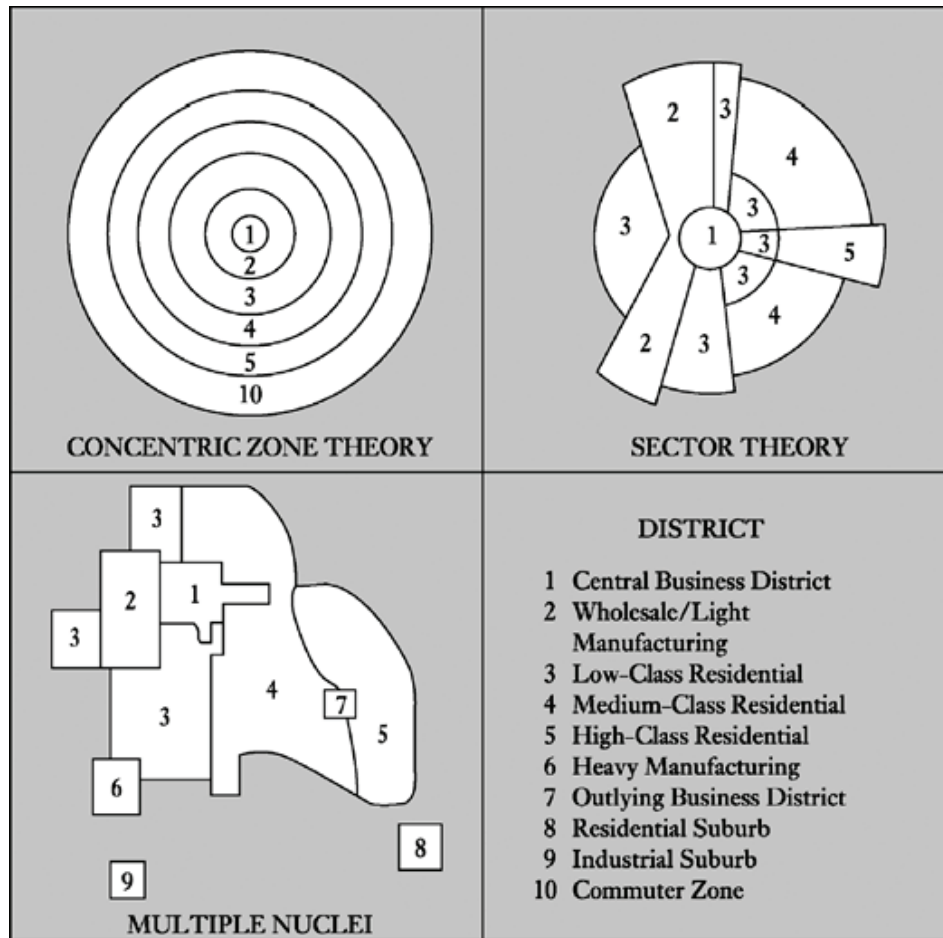 1
2
3
4
5
10
CONCENTRIC ZONE THEORY
2
3
4
3
3
1
3
5
3
4
2
3
SECTOR THEORY
3
1
2
3
4
3
7
5
6
8
9
MULTIPLE NUCLEI
DISTRICT
1 Central Business District
2 Wholesale/Light
Manufacturing
3 Low-Class Residential
4 Medium-Class Residential
5 High-Class Residential
6 Heavy Manufacturing
7 Outlying Business District
8 Residential Suburb
9 Industrial Suburb
10 Commuter Zone